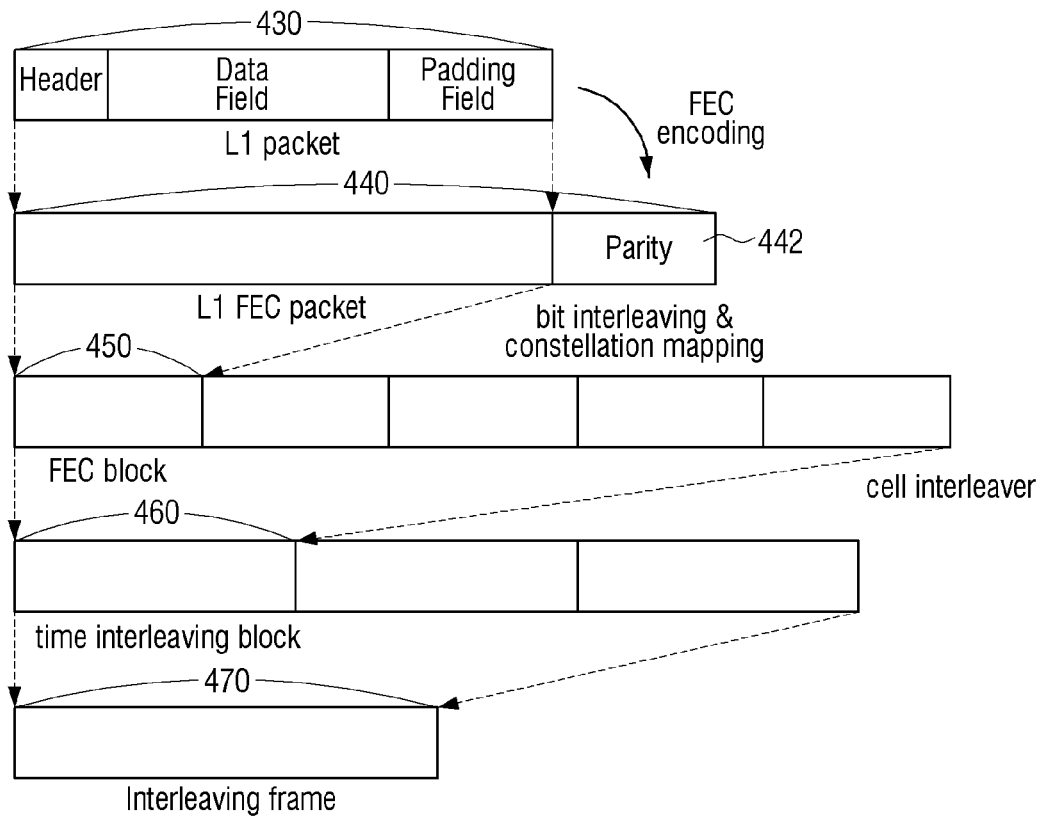 430
Header
Data
Field
Padding
Field
FEC
encoding
L1 packet
440
Parity
442
L1 FEC packet
bit interleaving &
constellation mapping
450
FEC block
cell interleaver
460
time interleaving block
470
Interleaving frame